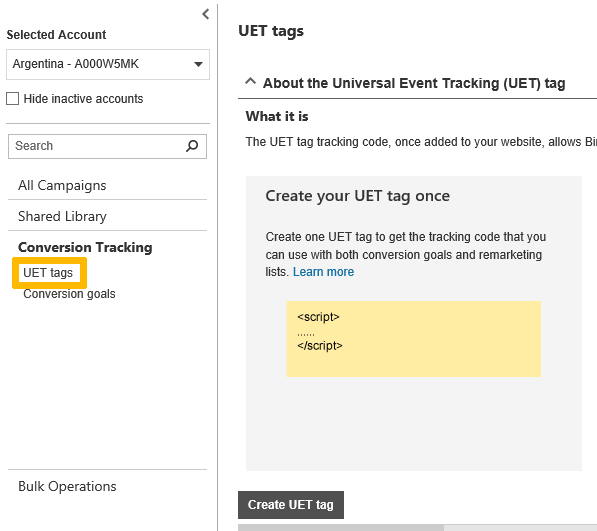 Selected Account
Argentina - A000W5MK
Hide inactive accounts
Search
All Campaigns
Shared Library
Conversion Tracking
UET tags
Conversion goals
Bulk Operations
UET tags
About the Universal Event Tracking (UET) tag
What it is
The UET tag tracking code, once added to your website, allows Bi
Create your UET tag once
Create one UET tag to get the tracking code that you
can use with both conversion goals and remarketing
lists. Learn more
<script>
......
</script>
Create UET tag